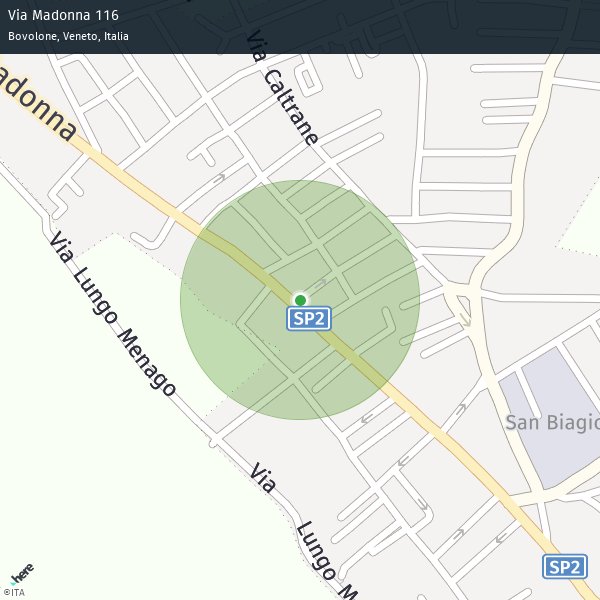 Via Madonna 116
Bovolone, Veneto, Italia
Via Caltrane
adonna
Via Lungo Menago
SP2
San Biagio
Via Lungo M
SP2
here
©ITA